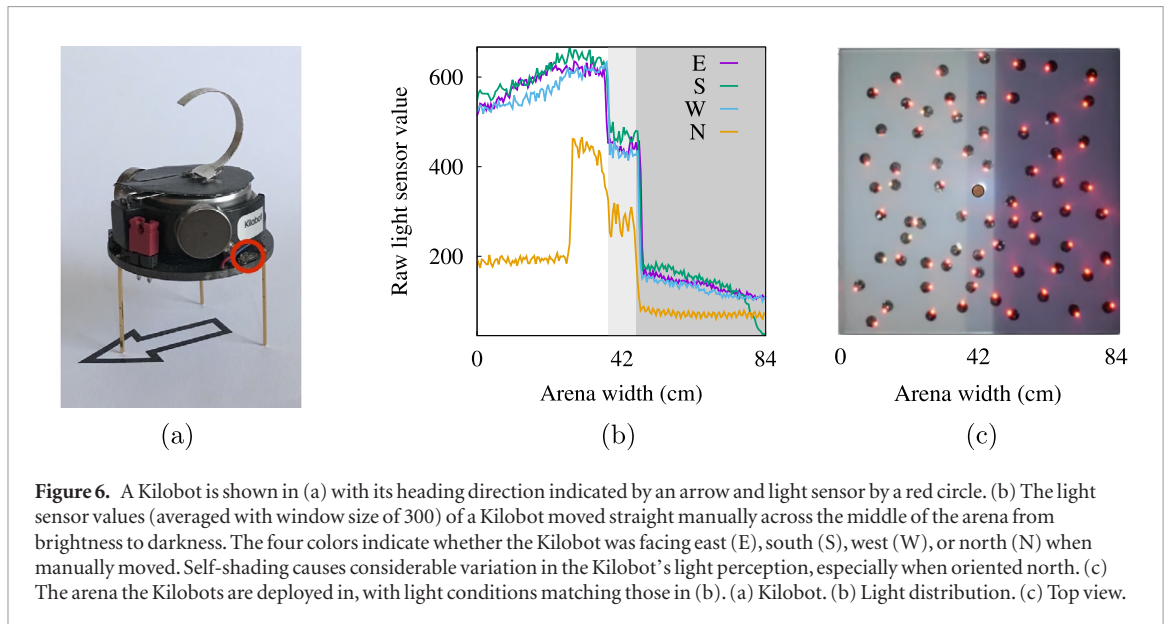 Kilobot
(a)
Raw light sensor value
600
400
200
E
S
W
N
0 42 84
Arena width (cm)
(b)
0 42 84
Arena width (cm)
(c)
Figure 6. A Kilobot is shown in (a) with its heading direction indicated by an arrow and light sensor by a red circle. (b) The light
sensor values (averaged with window size of 300) of a Kilobot moved straight manually across the middle of the arena from
brightness to darkness. The four colors indicate whether the Kilobot was facing east (E), south (S), west (W), or north (N) when
manually moved. Self-shading causes considerable variation in the Kilobot's light perception, especially when oriented north. (c)
The arena the Kilobots are deployed in, with light conditions matching those in (b). (a) Kilobot. (b) Light distribution. (c) Top view.